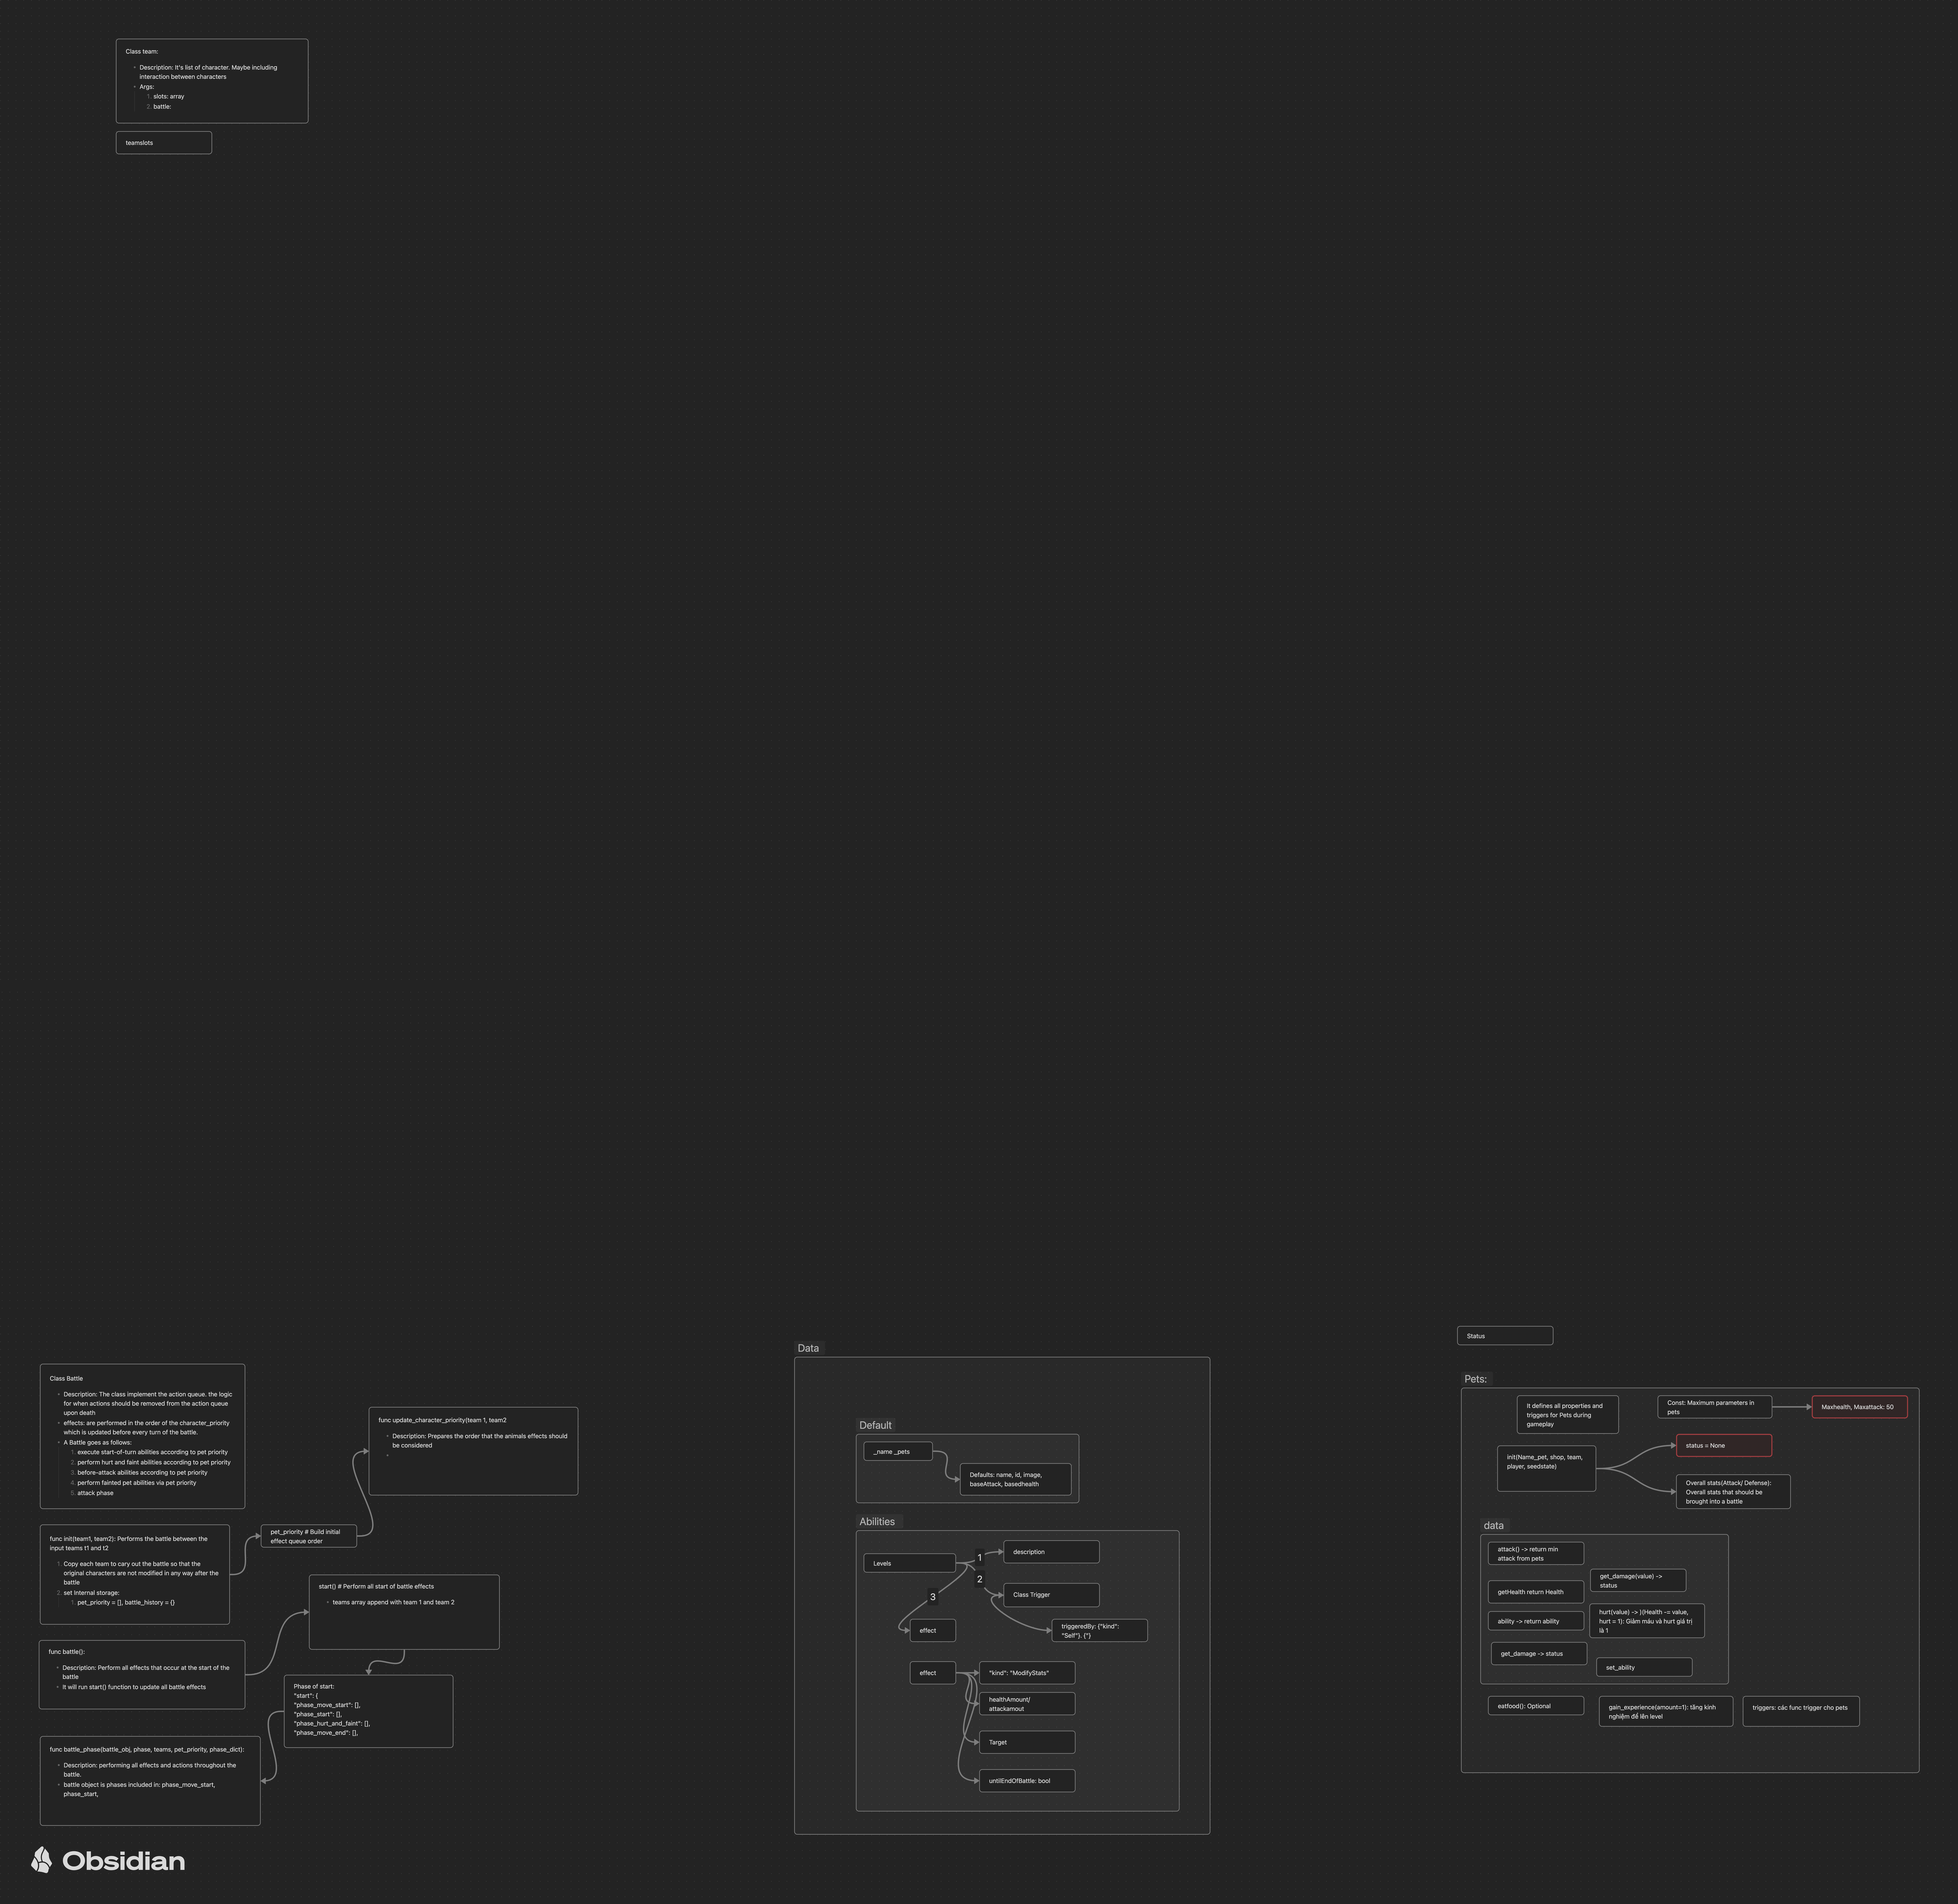 Class team:
Description: It's list of character. Maybe including
interaction between characters
Args:
1. slots: array
2. battle:
teamslots
Class Battle
Description: The class implement the action queue. the logic
for when actions should be removed from the action queue
upon death
effects: are performed in the order of the character_priority
which is updated before every turn of the battle.
A Battle goes as follows:
1. execute start-of-turn abilities according to pet priority
2. perform hurt and faint abilities according to pet priority
3. before-attack abilities according to pet priority
4. perform fainted pet abilities via pet priority
5. attack phase
func update_character_priority(team 1, team2
Description: Prepares the order that the animals effects should
be considered
func init(team1, team2): Performs the battle between the
input teams t1 and t2
1. Copy each team to cary out the battle so that the
original characters are not modified in any way after the
battle
2. set Internal storage:
1. pet_priority = [], battle_history = {}
pet_priority # Build initial
effect queue order
start() # Perform all start of battle effects
teams array append with team 1 and team 2
func battle():
Description: Perform all effects that occur at the start of the
battle
It will run start() function to update all battle effects
Phase of start:
"start": {
"phase_move_start": [],
"phase_start": [],
"phase_hurt_and_faint": [],
"phase_move_end": [],
func battle_phase(battle_obj, phase, teams, pet_priority, phase_dict):
Description: performing all effects and actions throughout the
battle.
battle object is phases included in: phase_move_start,
phase_start,
Data
Default
_name _pets
Defaults: name, id, image,
baseAttack, basedhealth
Abilities
Levels
1
2
3
description
Class Trigger
triggeredBy: {"kind":
"Self"}. {"}
effect
effect
"kind": "ModifyStats"
healthAmount/
attackamout
Target
untilEndOfBattle: bool
Status
Pets:
It defines all properties and
triggers for Pets during
gameplay
Const: Maximum parameters in
pets
Maxhealth, Maxattack: 50
init(Name_pet, shop, team,
player, seedstate)
status = None
Overall stats(Attack/ Defense):
Overall stats that should be
brought into a battle
data
attack() -> return min
attack from pets
get_damage(value) ->
status
getHealth return Health
hurt(value) -> )(Health -= value,
hurt = 1): Giảm máu và hurt giá trị
là 1
ability -> return ability
get_damage -> status
set_ability
eatfood(): Optional
gain_experience(amount=1): tăng kinh
nghiệm để lên level
triggers: các func trigger cho pets
Obsidian